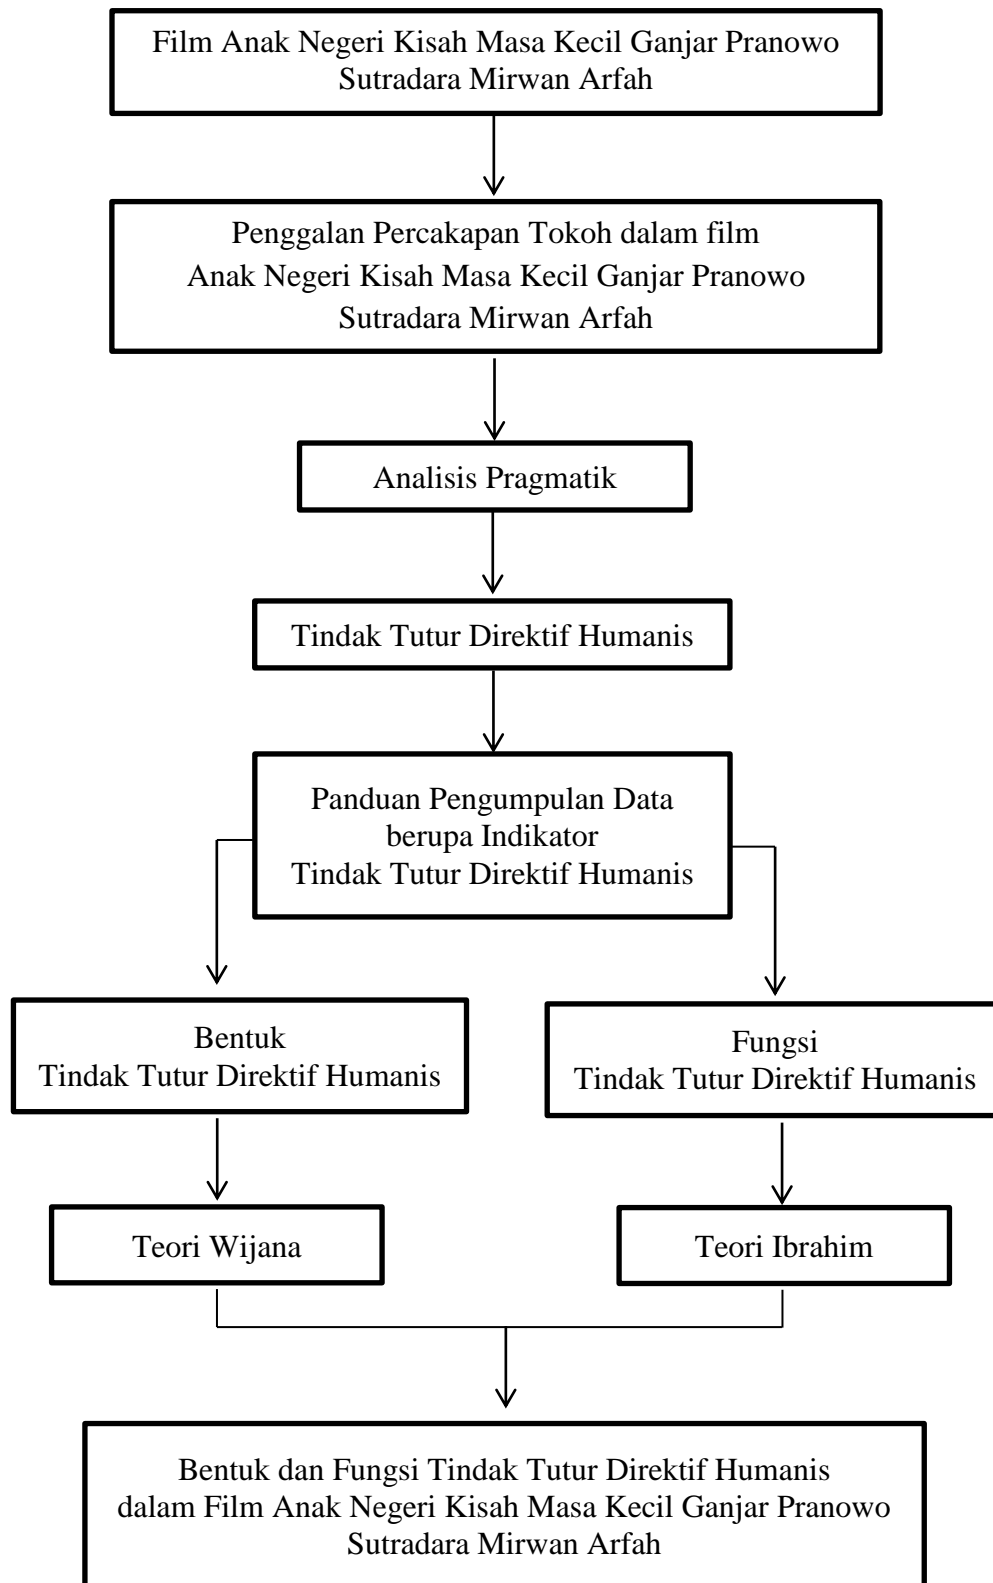 Film Anak Negeri Kisah Masa Kecil Ganjar Pranowo
Sutradara Mirwan Arfah
Penggalan Percakapan Tokoh dalam film
Anak Negeri Kisah Masa Kecil Ganjar Pranowo
Sutradara Mirwan Arfah
Analisis Pragmatik
Tindak Tutur Direktif Humanis
Panduan Pengumpulan Data
berupa Indikator
Tindak Tutur Direktif Humanis
Bentuk
Tindak Tutur Direktif Humanis
Fungsi
Tindak Tutur Direktif Humanis
Teori Wijana
Teori Ibrahim
Bentuk dan Fungsi Tindak Tutur Direktif Humanis
dalam Film Anak Negeri Kisah Masa Kecil Ganjar Pranowo
Sutradara Mirwan Arfah